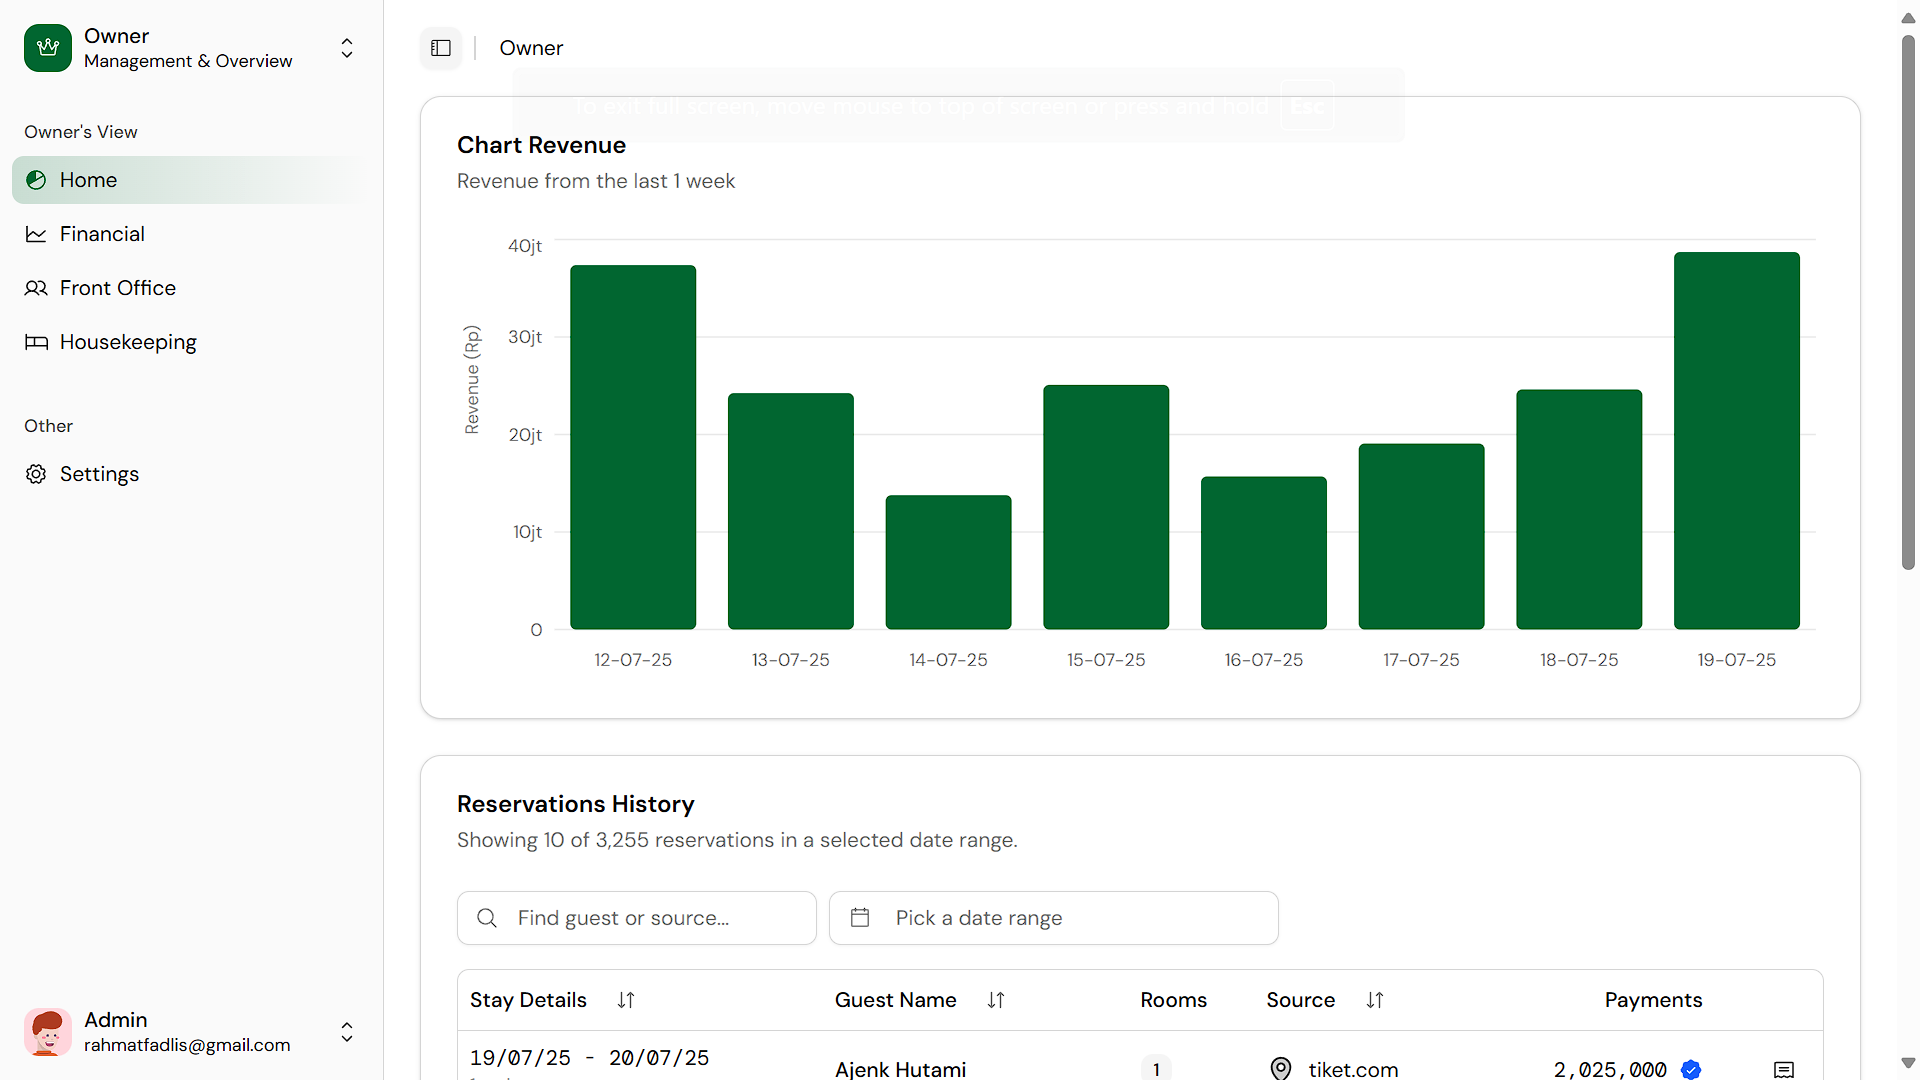 Owner
Management & Overview
Owner's View
Home
Financial
Front Office
Housekeeping
Other
Settings
Admin
rahmatfadlis@gmail.com
Owner
To exit full screen, move mouse to top of screen or press and hold Esc
Chart Revenue
Revenue from the last 1 week
Revenue (Rp)
40jt
30jt
20jt
10jt
0
12-07-25 13-07-25 14-07-25 15-07-25 16-07-25 17-07-25 18-07-25 19-07-25
Reservations History
Showing 10 of 3,255 reservations in a selected date range.
Find guest or source... Pick a date range
Stay Details Guest Name Rooms Source Payments
19/07/25 - 20/07/25 Ajenk Hutami 1 tiket.com 2,025,000